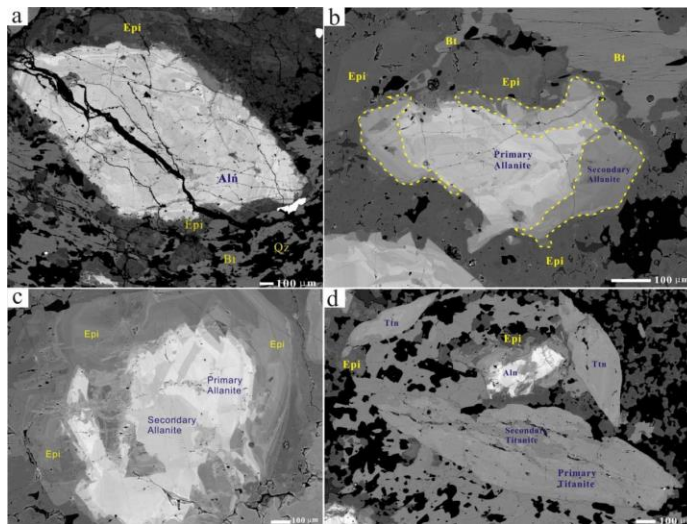 a
Epi
Aln
Epi
Bt
Qz
100 μm
b
Bt
Epi
Epi
Bt
Primary
Allanite
Secondary
Allanite
Epi
100 μm
c
Epi
Epi
Primary
Allanite
Secondary
Allanite
Epi
100 μm
d
Ttn
Epi
Epi
Aln
Ttn
Secondary
Titanite
Primary
Titanite
100